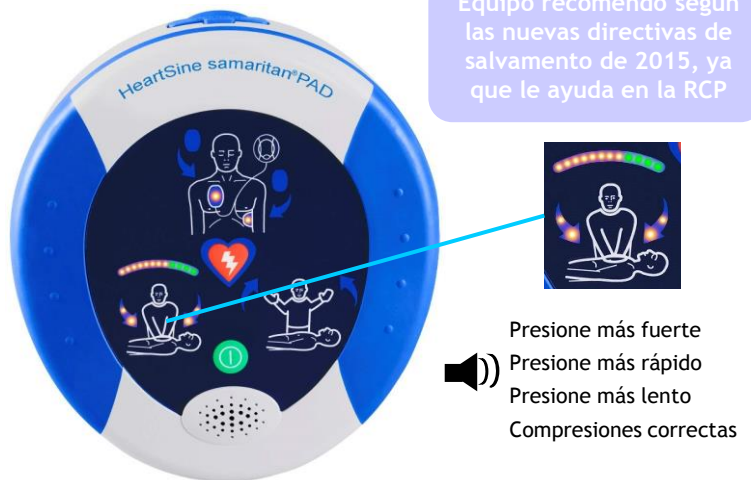 Equipo recomendo según
las nuevas directivas de
salvamento de 2015, ya
que le ayuda en la RCP
HeartSine samaritan®PAD
Presione más fuerte
Presione más rápido
Presione más lento
Compresiones correctas